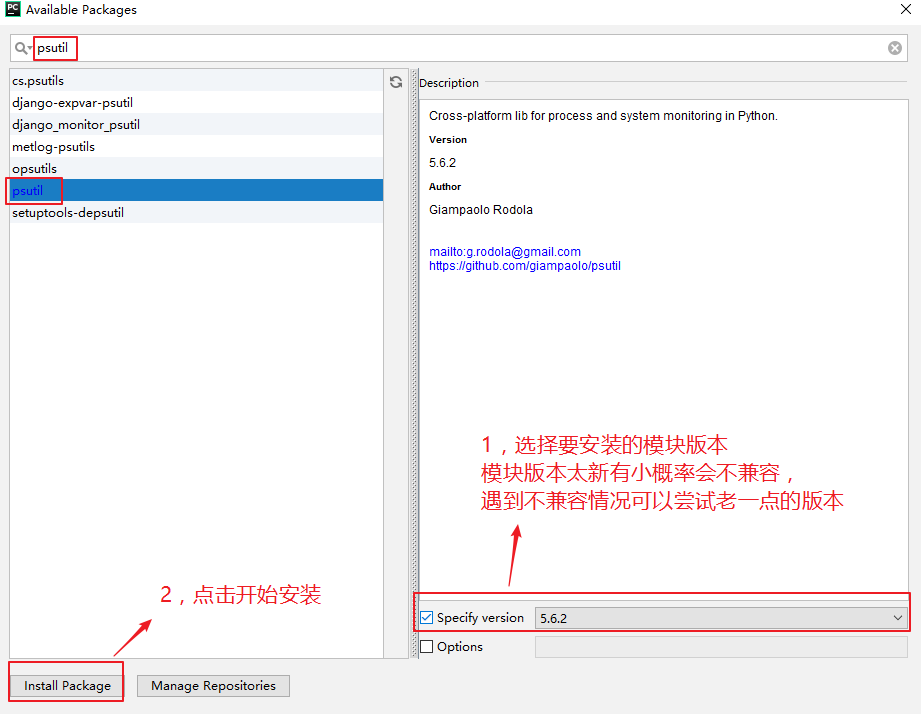 PC
Available Packages
psutil
cs.psutils
django-expvar-psutil
django_monitor_psutil
metlog-psutils
opsutils
psutil
setuptools-depsutil
Description
Cross-platform lib for process and system monitoring in Python.
Version
5.6.2
Author
Giampaolo Rodola
mailto:g.rodola@gmail.com
https://github.com/giampaolo/psutil
1，选择要安装的模块版本
模块版本太新有小概率会不兼容，
遇到不兼容情况可以尝试老一点的版本
2，点击开始安装
Specify version
5.6.2
Options
Install Package
Manage Repositories